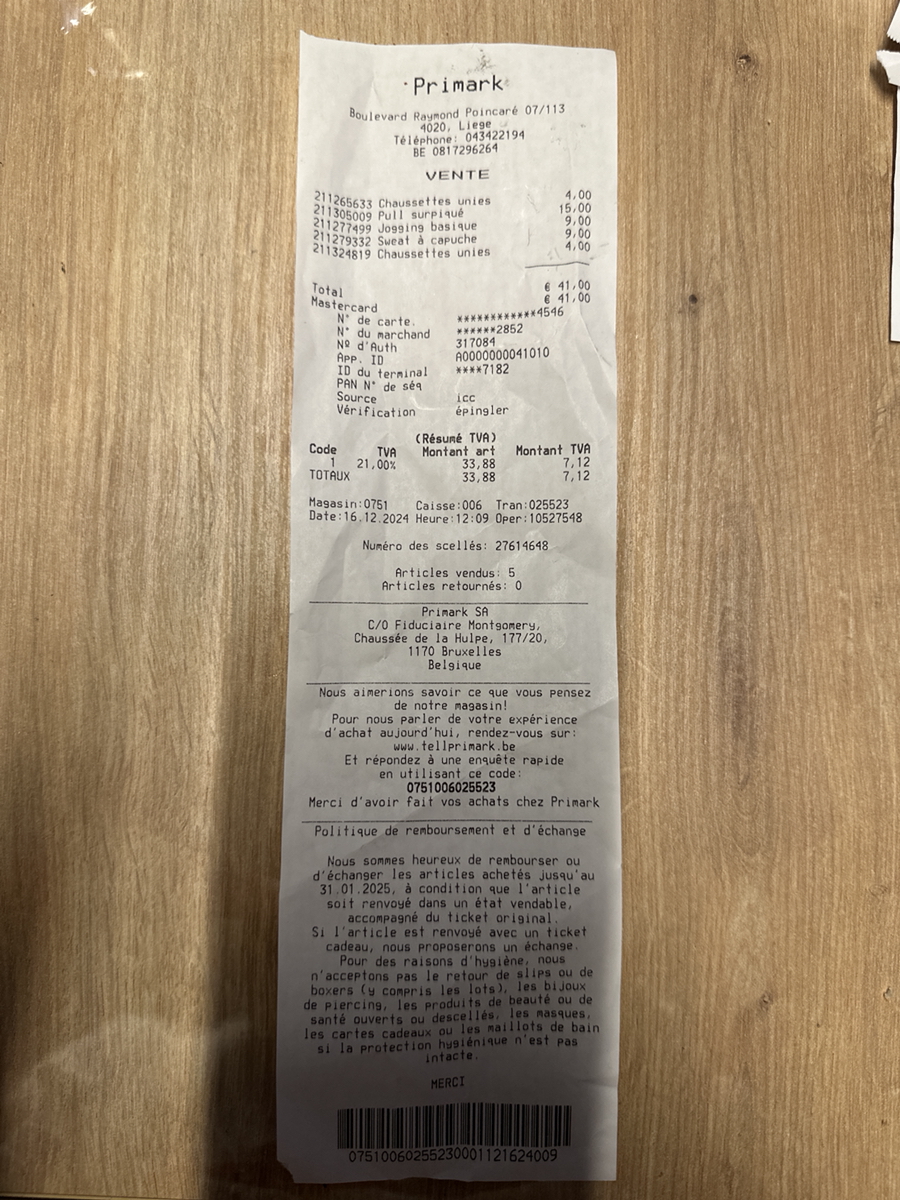 Primark
Boulevard Raymond Poincaré 07/113
4020, Liege
Téléphone: 043422194
BE 0817296264
VENTE
211265633 Chaussettes unies 4,00
211305009 Pull surpiqué 15,00
211277499 Jogging basique 9,00
211279332 Sweat à capuche 9,00
211324819 Chaussettes unies 4,00
Total € 41,00
Mastercard € 41,00
N° de carte. ************4546
N° du marchand ******2852
Nº d'Auth 317084
App. ID A0000000041010
ID du terminal ****7182
PAN N° de séq
Source icc
Vérification épingler
(Résumé TVA)
Code TVA Montant art Montant TVA
1 21,00% 33,88 7,12
TOTAUX 33,88 7,12
Magasin:0751 Caisse:006 Tran:025523
Date:16.12.2024 Heure:12:09 Oper:10527548
Numéro des scellés: 27614648
Articles vendus: 5
Articles retournés: 0
Primark SA
C/O Fiduciaire Montgomery,
Chaussée de la Hulpe, 177/20,
1170 Bruxelles
Belgique
Nous aimerions savoir ce que vous pensez
de notre magasin!
Pour nous parler de votre expérience
d'achat aujourd'hui, rendez-vous sur:
www.tellprimark.be
Et répondez à une enquête rapide
en utilisant ce code:
0751006025523
Merci d'avoir fait vos achats chez Primark
Politique de remboursement et d'échange
Nous sommes heureux de rembourser ou
d'échanger les articles achetés jusqu'au
31.01.2025, à condition que l'article
soit renvoyé dans un état vendable,
accompagné du ticket original.
Si l'article est renvoyé avec un ticket
cadeau, nous proposerons un échange.
Pour des raisons d'hygiène, nous
n'acceptons pas le retour de slips ou de
boxers (y compris les lots), les bijoux
de piercing, les produits de beauté ou de
santé ouverts ou descellés, les masques,
les cartes cadeaux ou les maillots de bain
si la protection hygiénique n'est pas
intacte.
MERCI
07510060255230001121624009